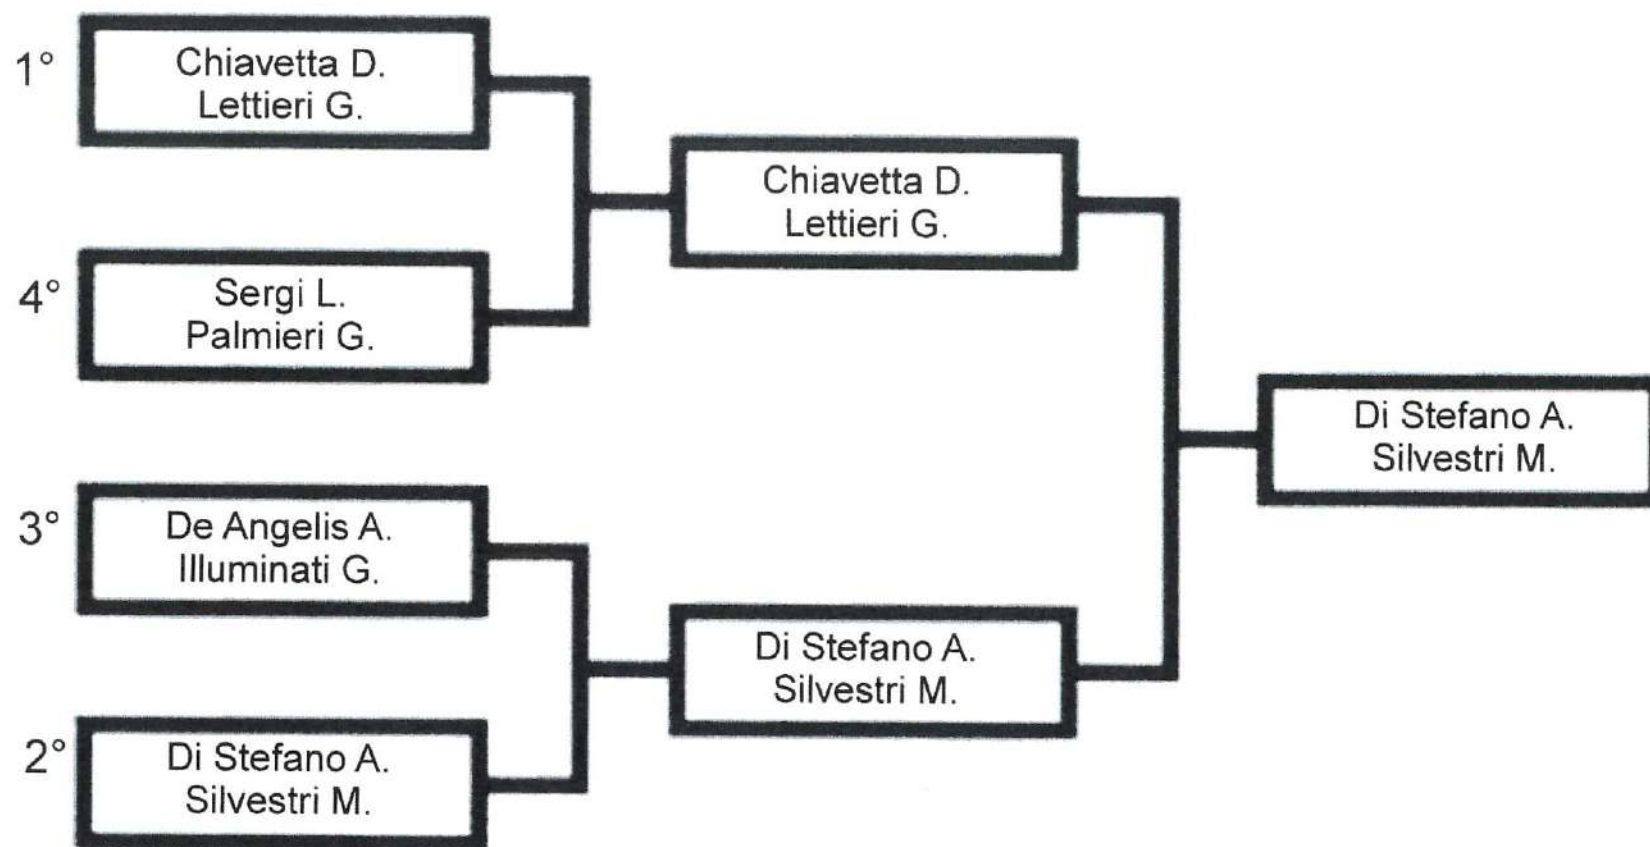 1°
Chiavetta D.
Lettieri G.
4°
Sergi L.
Palmieri G.
3°
De Angelis A.
Illuminati G.
2°
Di Stefano A.
Silvestri M.
Chiavetta D.
Lettieri G.
Di Stefano A.
Silvestri M.
Di Stefano A.
Silvestri M.